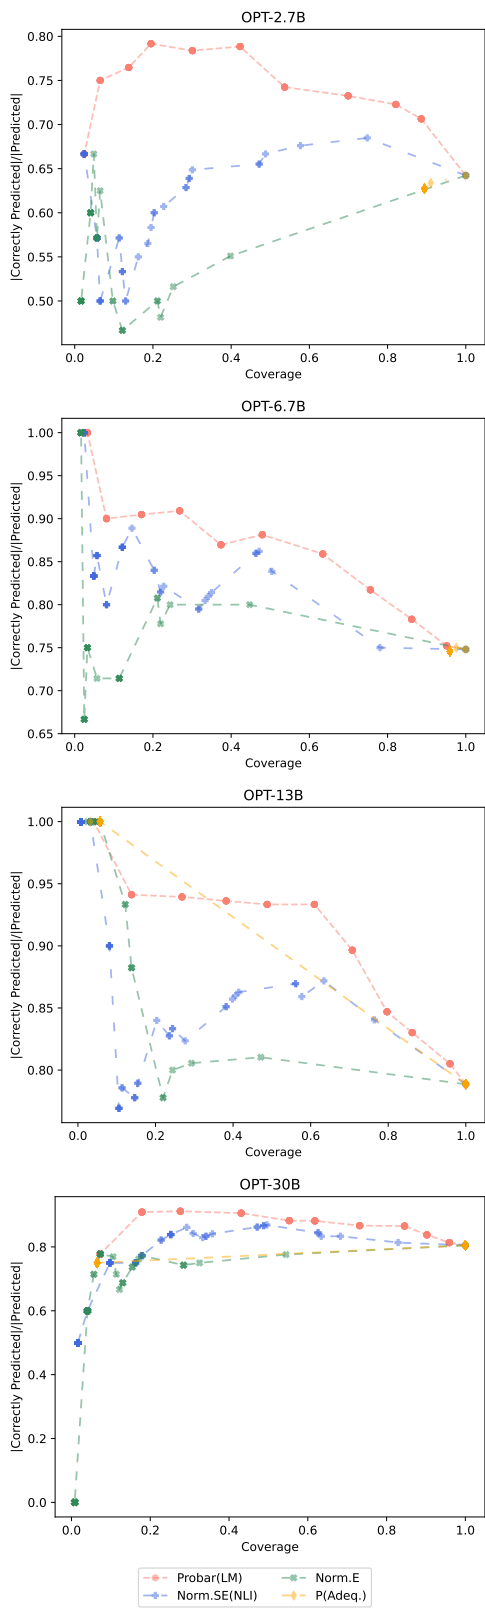 OPT-2.7B
0.80
0.75
0.70
0.65
0.60
0.55
0.50
|Correctly Predicted|/|Predicted|
0.0 0.2 0.4 0.6 0.8 1.0
Coverage
OPT-6.7B
1.00
0.95
0.90
0.85
0.80
0.75
0.70
0.65
|Correctly Predicted|/|Predicted|
0.0 0.2 0.4 0.6 0.8 1.0
Coverage
OPT-13B
1.00
0.95
0.90
0.85
0.80
|Correctly Predicted|/|Predicted|
0.0 0.2 0.4 0.6 0.8 1.0
Coverage
OPT-30B
0.8
0.6
0.4
0.2
0.0
|Correctly Predicted|/|Predicted|
0.0 0.2 0.4 0.6 0.8 1.0
Coverage
Probar(LM) Norm.E
Norm.SE(NLI) P(Adeq.)